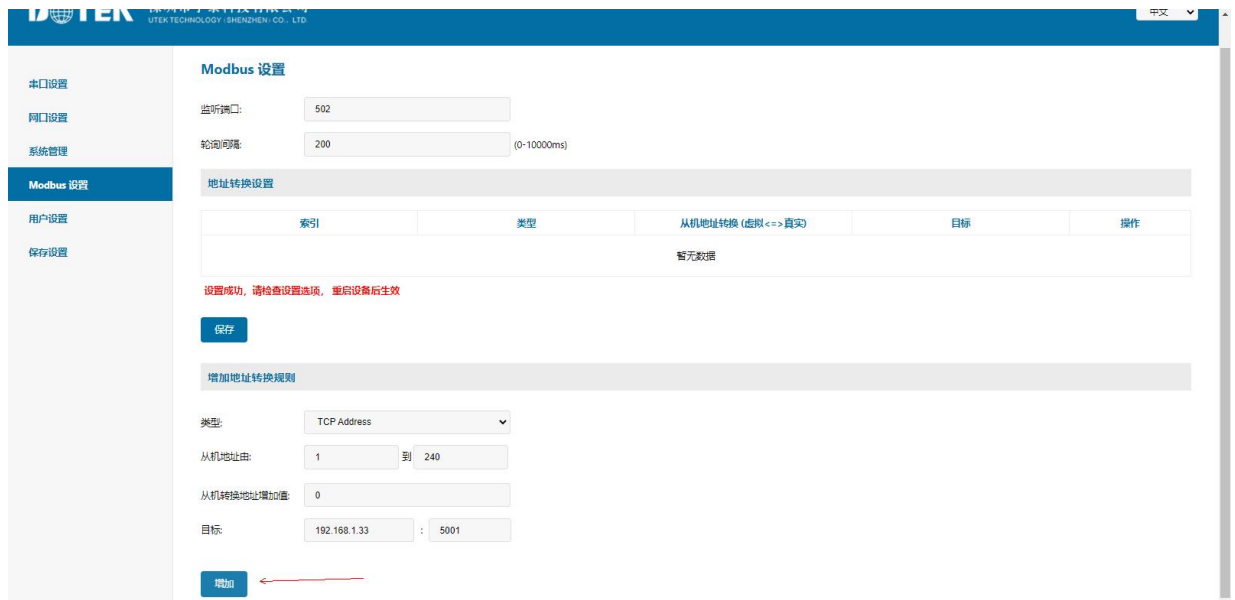 UTEK TECHNOLOGY (SHENZHEN) CO., LTD
中文
串口设置
网口设置
系统管理
Modbus 设置
用户设置
保存设置
Modbus 设置
监听端口: 502
轮询间隔: 200 (0-10000ms)
地址转换设置
索引 类型 从机地址转换 (虚拟<=>真实) 目标 操作
暂无数据
设置成功，请检查设置选项， 重启设备后生效
保存
增加地址转换规则
类型: TCP Address
从机地址由: 1 到 240
从机转换地址增加值: 0
目标: 192.168.1.33 : 5001
增加